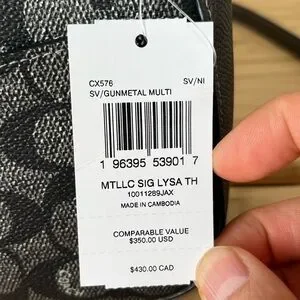 CX576 SV/NI
SV/GUNMETAL MULTI
1 96395 53901 7
MTLLC SIG LYSA TH
10011289JAX
MADE IN CAMBODIA
COMPARABLE VALUE
$350.00 USD
$430.00 CAD